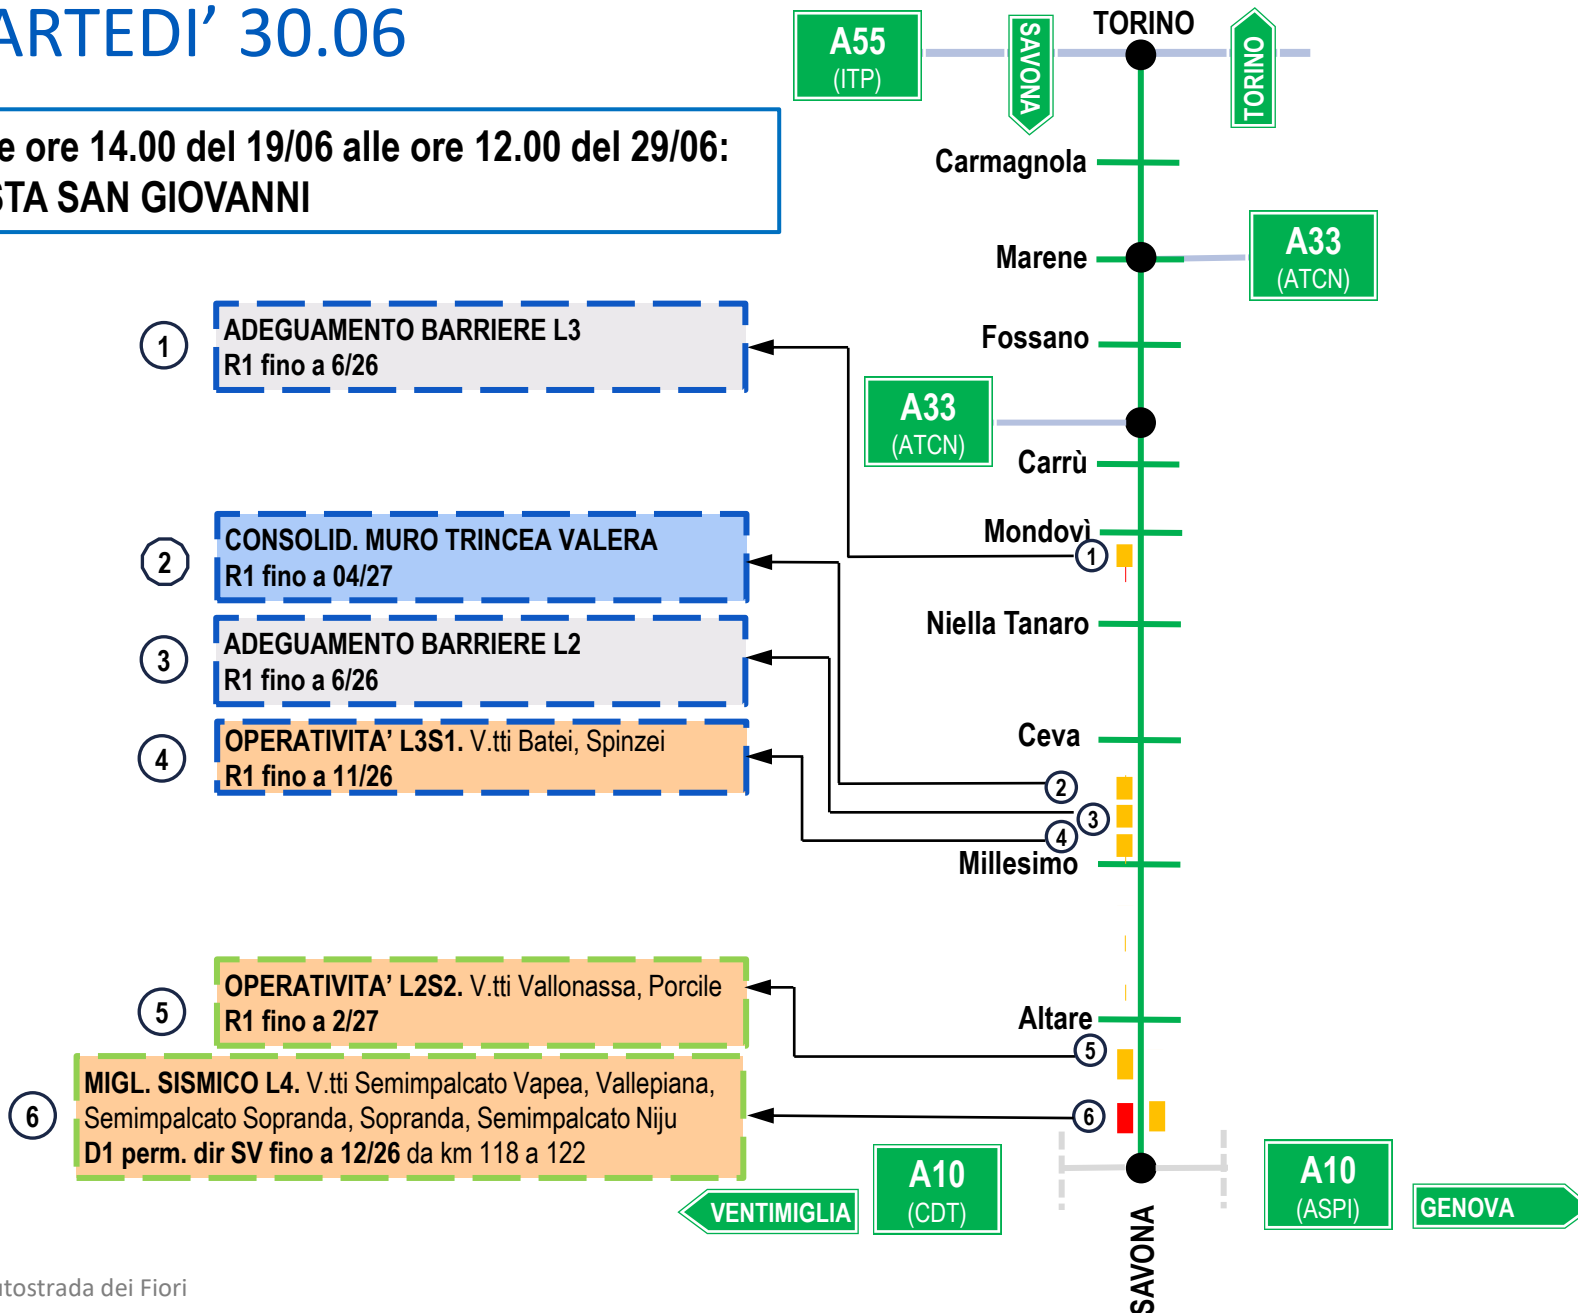 ARTEDI’ 30.06
e ore 14.00 del 19/06 alle ore 12.00 del 29/06:
STA SAN GIOVANNI
A55
(ITP)
SAVONA
TORINO
TORINO
Carmagnola
Marene
A33
(ATCN)
Fossano
A33
(ATCN)
Carrù
Mondovì
1
Niella Tanaro
Ceva
2
3
4
Millesimo
Altare
5
6
1
ADEGUAMENTO BARRIERE L3
R1 fino a 6/26
2
CONSOLID. MURO TRINCEA VALERA
R1 fino a 04/27
3
ADEGUAMENTO BARRIERE L2
R1 fino a 6/26
4
OPERATIVITA’ L3S1. V.tti Batei, Spinzei
R1 fino a 11/26
5
OPERATIVITA’ L2S2. V.tti Vallonassa, Porcile
R1 fino a 2/27
6
MIGL. SISMICO L4. V.tti Semimpalcato Vapea, Vallepiana,
Semimpalcato Sopranda, Sopranda, Semimpalcato Niju
D1 perm. dir SV fino a 12/26 da km 118 a 122
VENTIMIGLIA
A10
(CDT)
A10
(ASPI)
GENOVA
SAVONA
utostrada dei Fiori